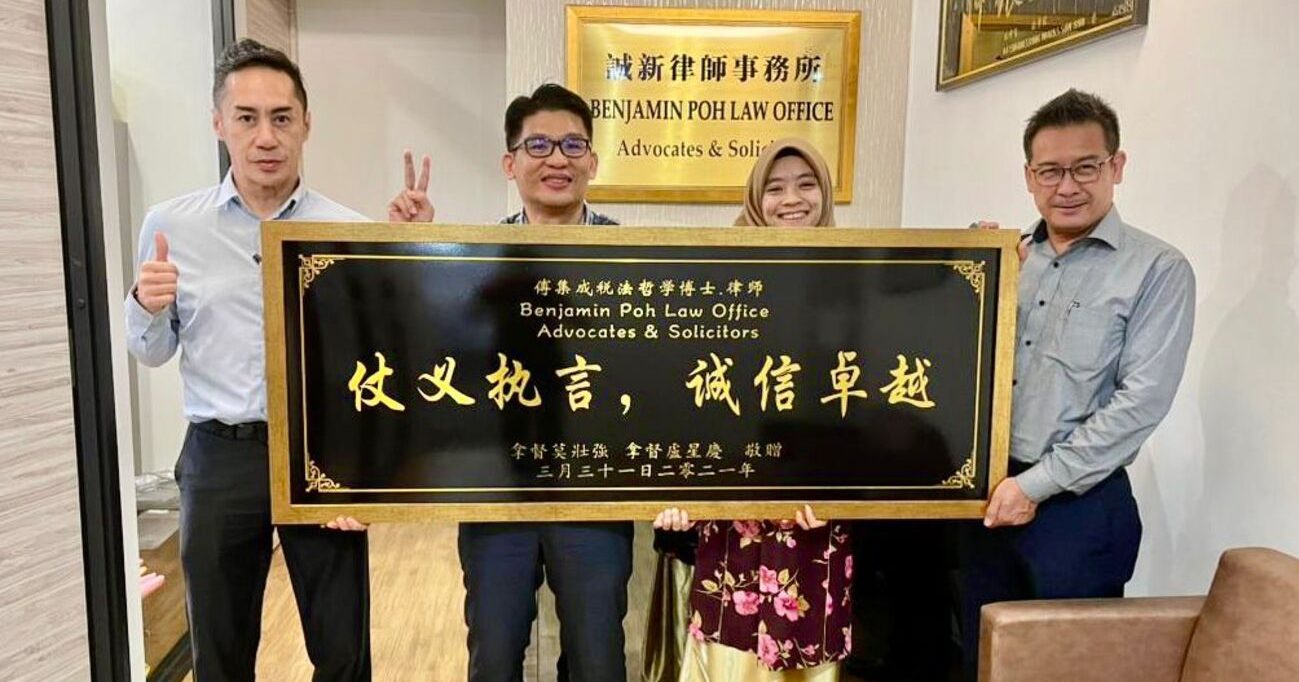 誠新律師事務所
BENJAMIN POH LAW OFFICE
Advocates & Solici
傅集成税法哲学博士.律师
Benjamin Poh Law Office
Advocates & Solicitors
仗义执言，诚信卓越
拿督莫壯強 拿督盧星慶 敬贈
三月三十一日二零二一年